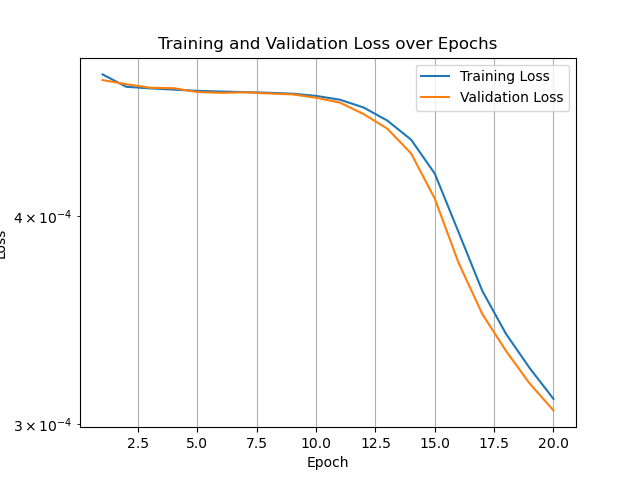 Training and Validation Loss over Epochs
Training Loss
Validation Loss
Loss
4 × 10⁻⁴
3 × 10⁻⁴
2.5 5.0 7.5 10.0 12.5 15.0 17.5 20.0
Epoch